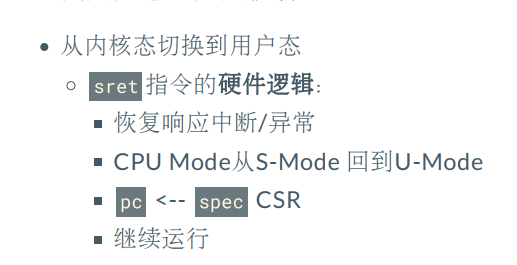 从内核态切换到用户态
sret 指令的硬件逻辑:
恢复响应中断/异常
CPU Mode从S-Mode 回到U-Mode
pc <-- spec CSR
继续运行